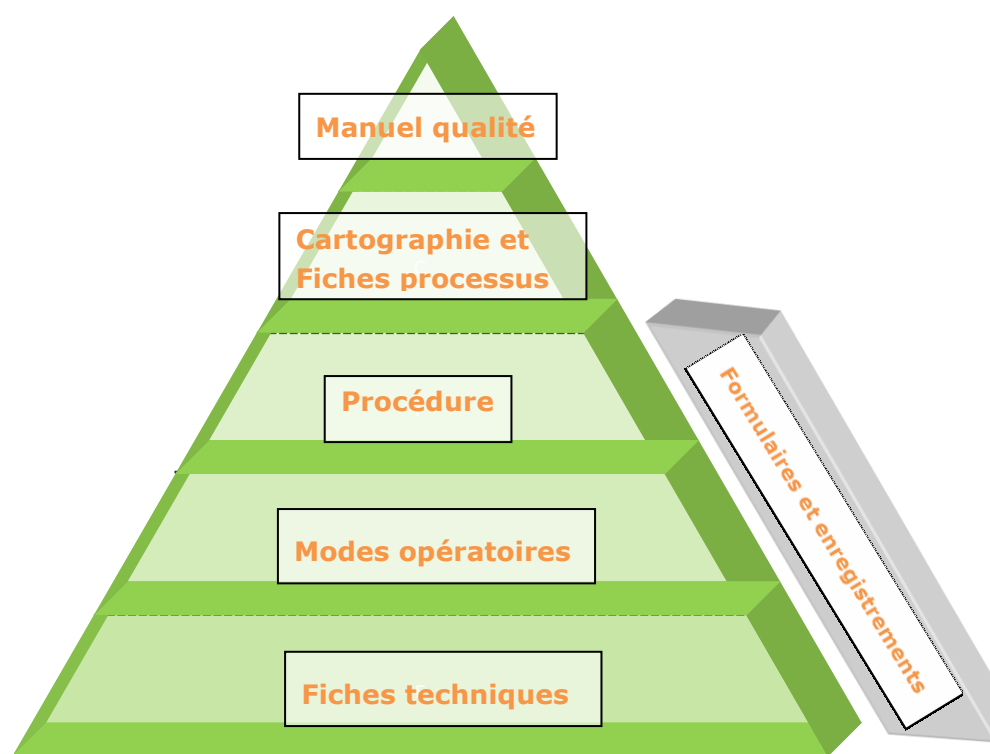 Manuel qualité
Cartographie et
Fiches processus
Procédure
Modes opératoires
Fiches techniques
Formulaires et enregistrements